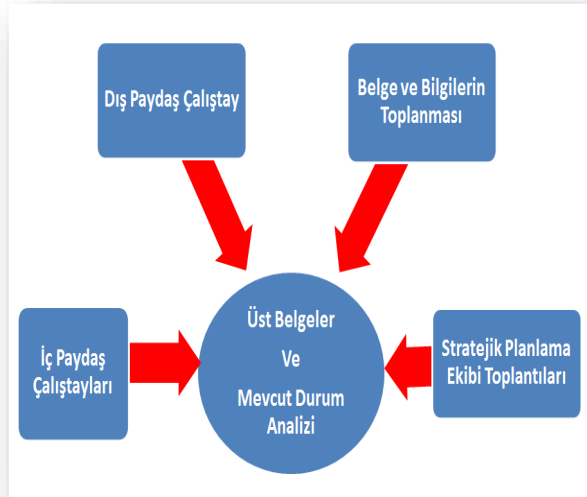 Dış Paydaş Çalıştay
Belge ve Bilgilerin
Toplanması
İç Paydaş
Çalıştayları
Üst Belgeler
Ve
Mevcut Durum
Analizi
Stratejik Planlama
Ekibi Toplantıları